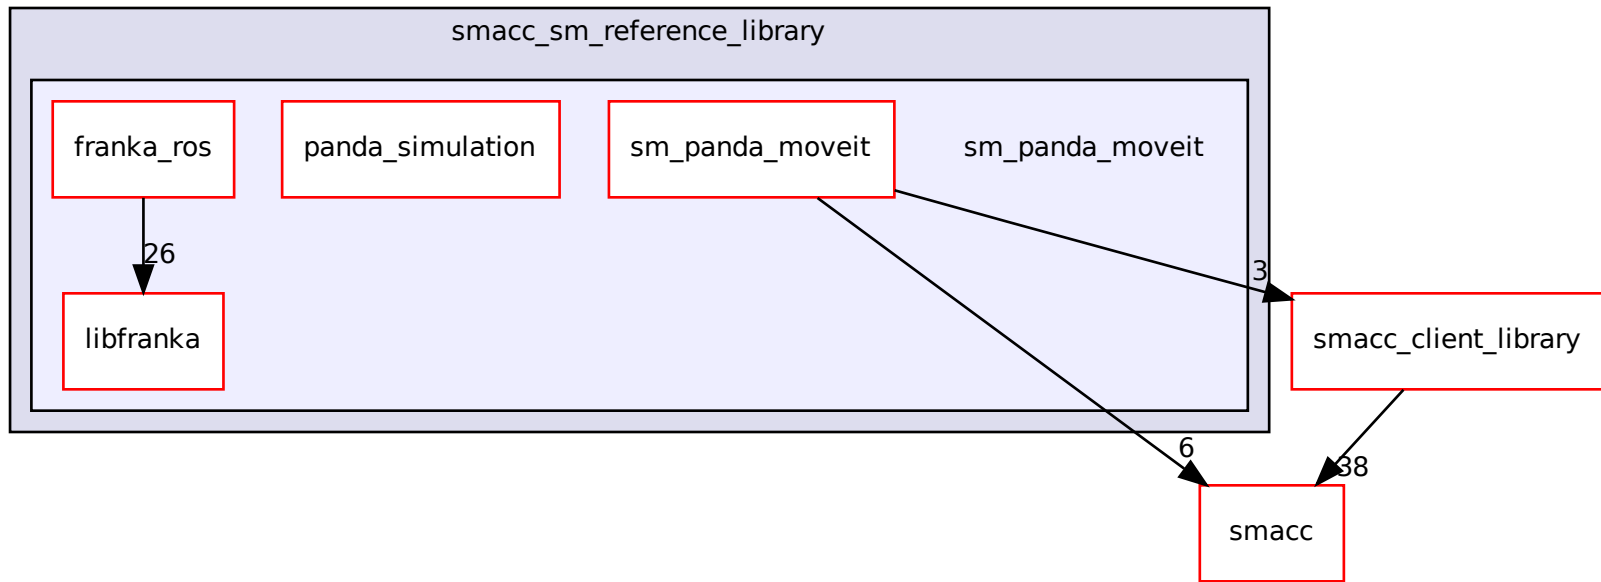 smacc_sm_reference_library
franka_ros
panda_simulation
sm_panda_moveit
sm_panda_moveit
26
3
libfranka
smacc_client_library
6
38
smacc